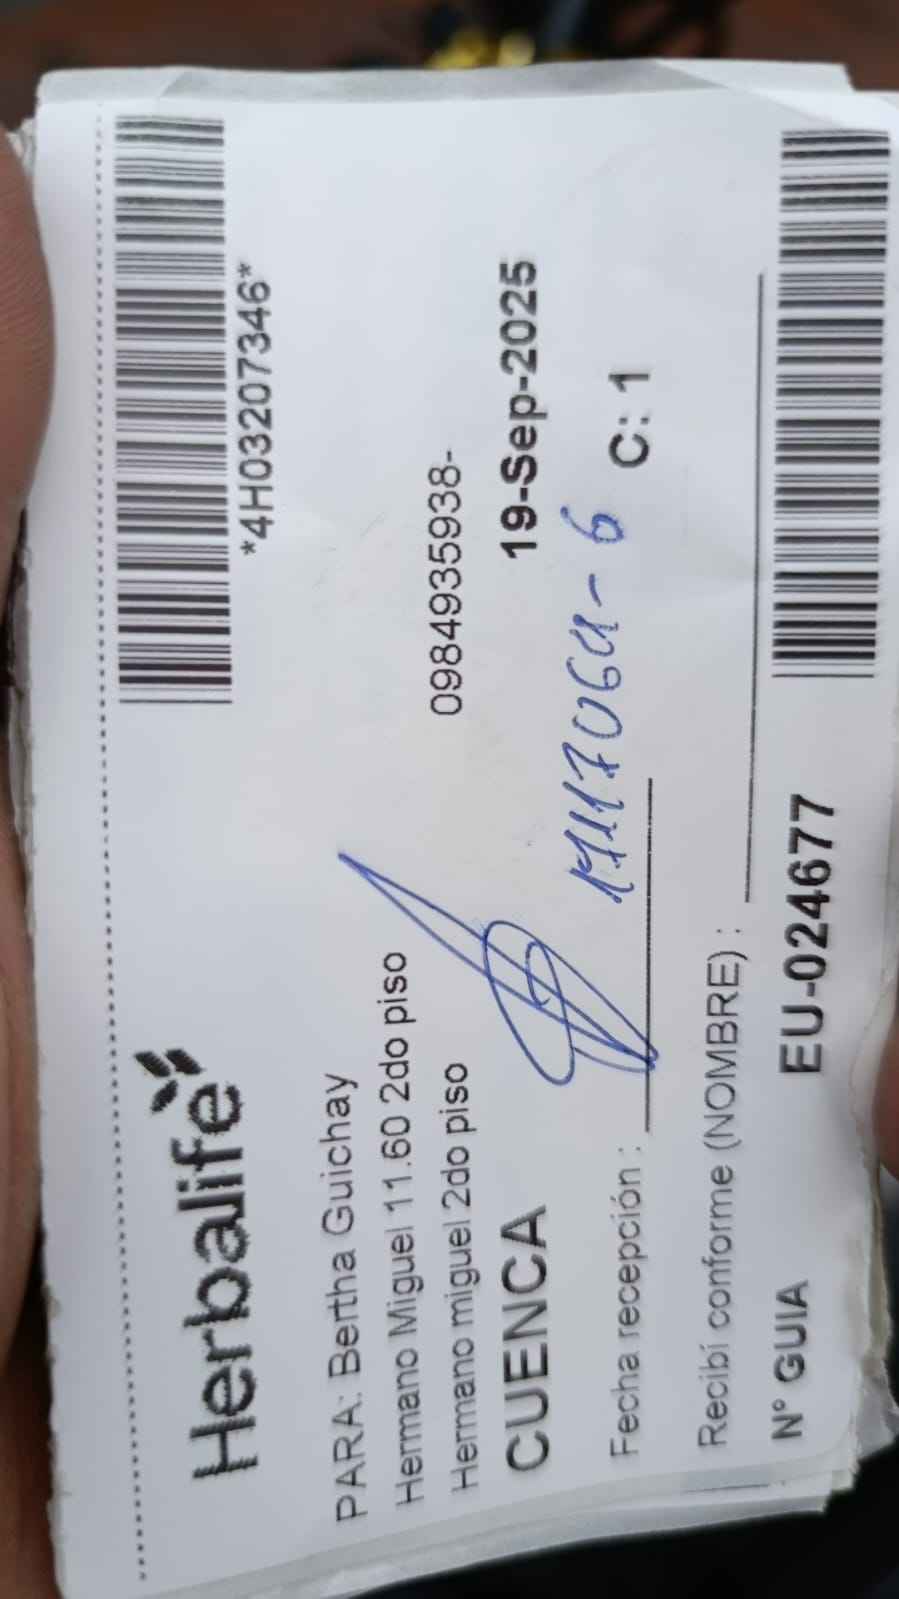 *4H03207346*
Herbalife
PARA: Bertha Guichay
Hermano Miguel 11.60 2do piso
0984935938-
Hermano miguel 2do piso
CUENCA
19-Sep-2025
Fecha recepción :
C: 1
Recibí conforme (NOMBRE) :
N° GUIA EU-024677